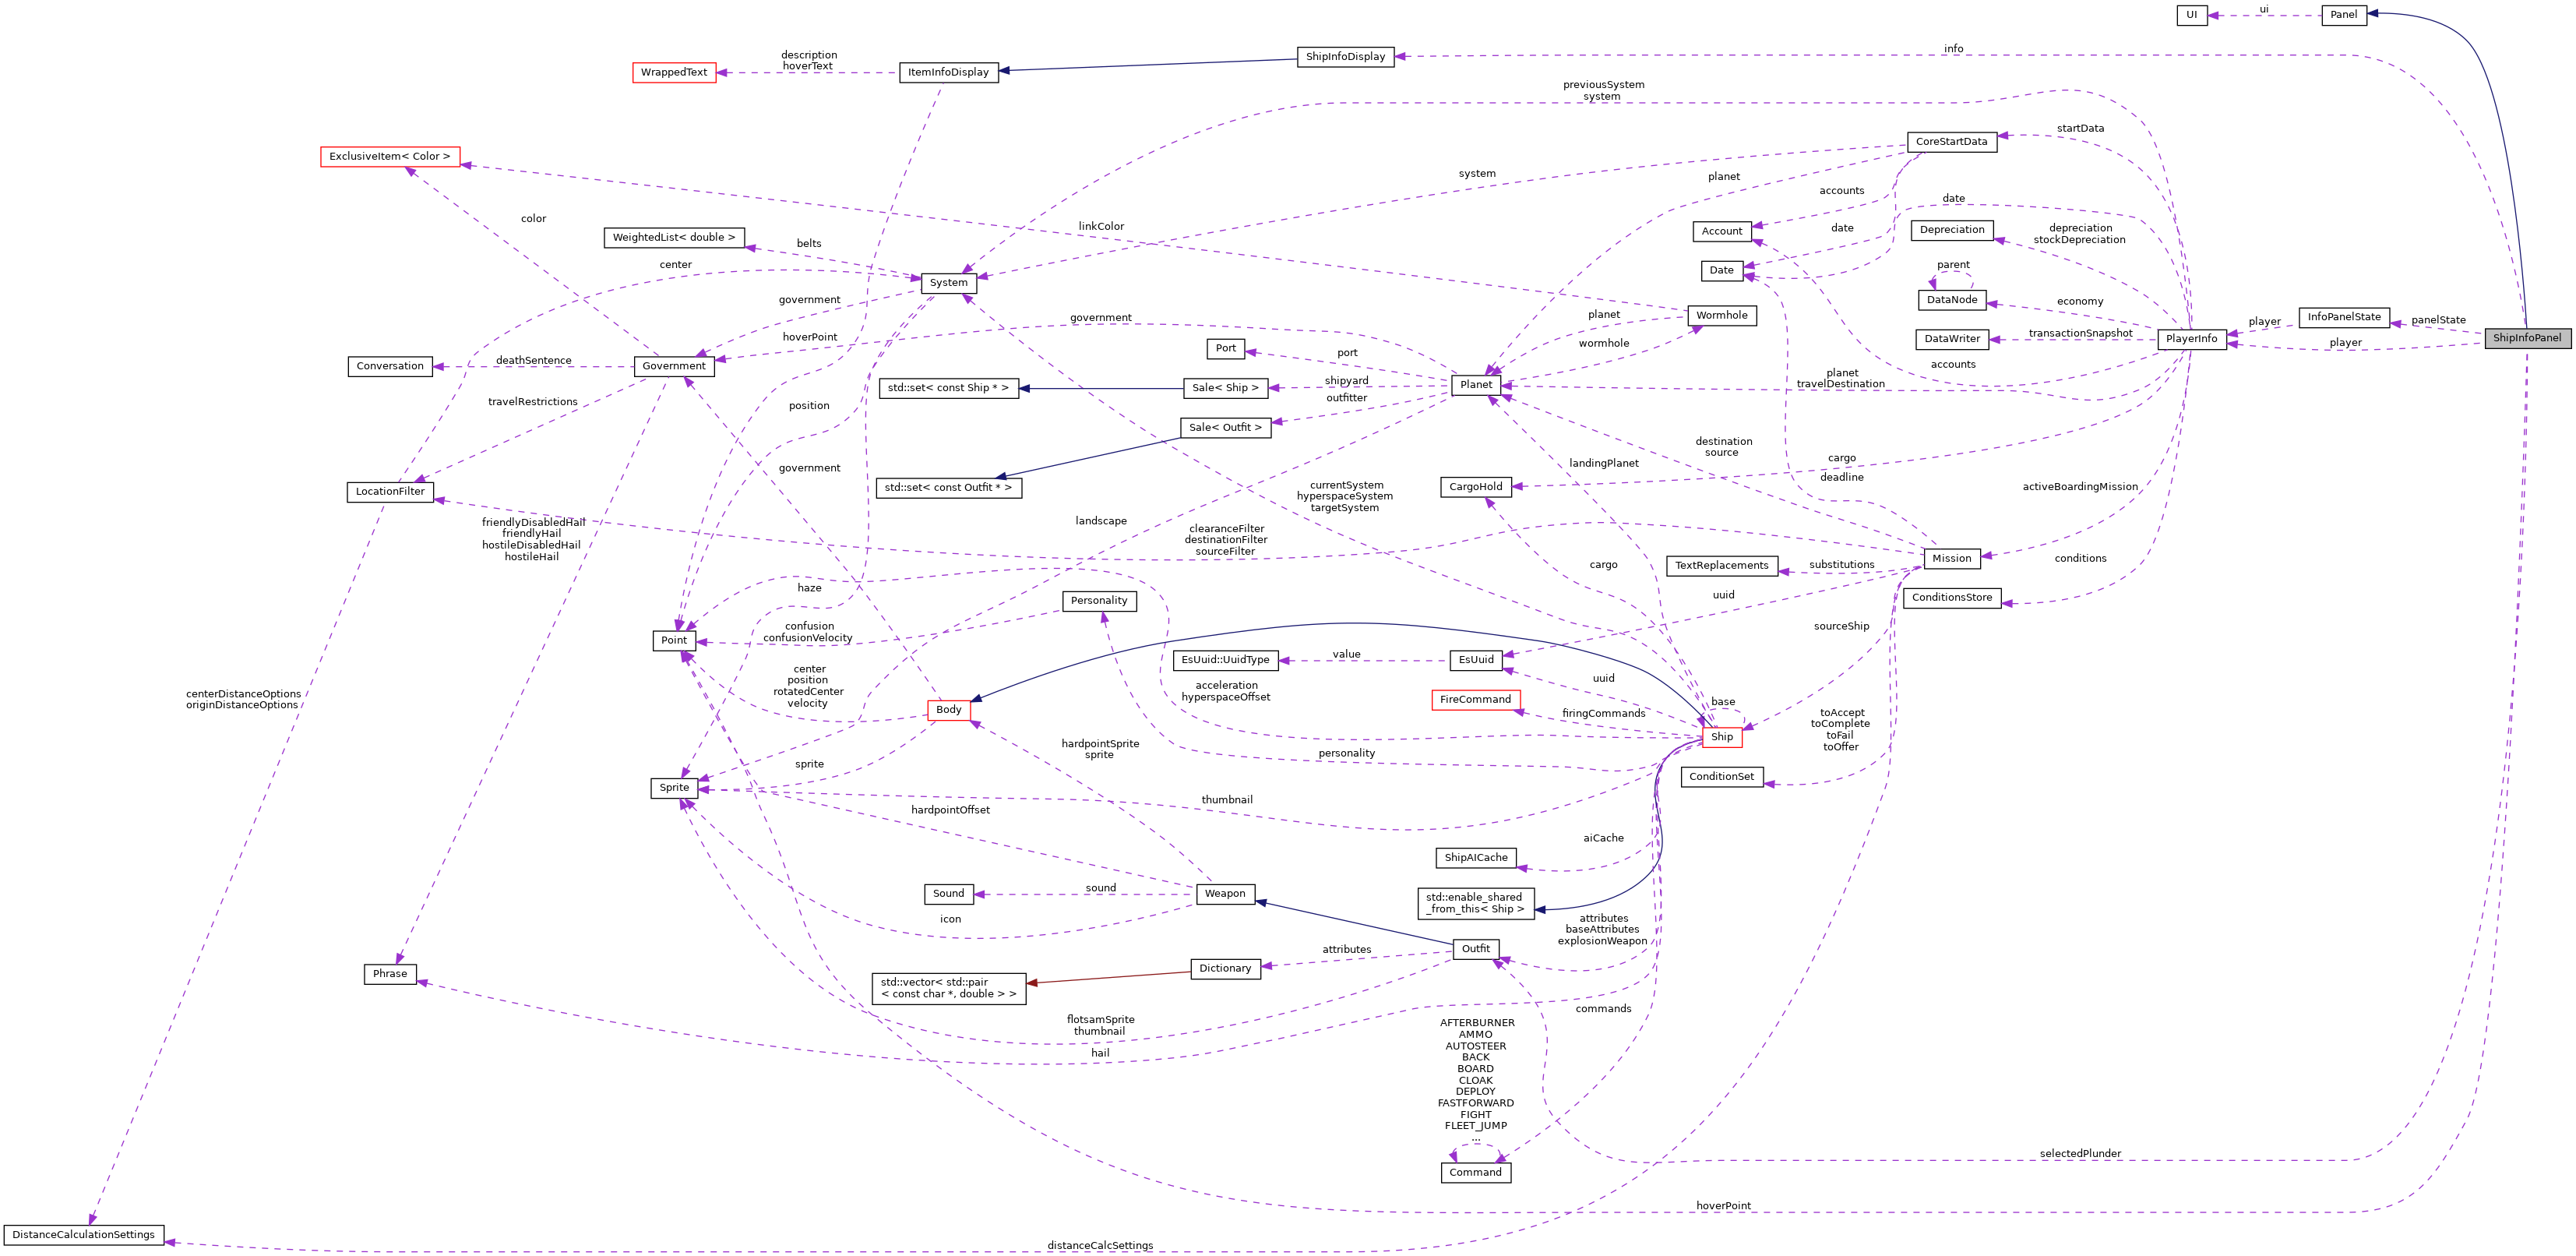 UI
ui
Panel
description
hoverText
WrappedText
ItemInfoDisplay
ShipInfoDisplay
info
previousSystem
system
startData
CoreStartData
ExclusiveItem< Color >
color
linkColor
system
planet
accounts
date
date
Account
Depreciation
depreciation
stockDepreciation
WeightedList< double >
belts
center
System
Date
parent
DataNode
economy
government
hoverPoint
government
planet
Wormhole
wormhole
InfoPanelState
player
panelState
player
ShipInfoPanel
PlayerInfo
transactionSnapshot
DataWriter
accounts
Port
port
Conversation
deathSentence
Government
std::set< const Ship * >
Sale< Ship >
shipyard
outfitter
Planet
planet
travelDestination
travelRestrictions
position
Sale< Outfit >
government
destination
source
landingPlanet
cargo
deadline
LocationFilter
std::set< const Outfit * >
currentSystem
hyperspaceSystem
targetSystem
CargoHold
activeBoardingMission
friendlyDisabledHail
friendlyHail
hostileDisabledHail
hostileHail
landscape
clearanceFilter
destinationFilter
sourceFilter
cargo
TextReplacements
substitutions
Mission
conditions
haze
Personality
uuid
ConditionsStore
Point
confusion
confusionVelocity
sourceShip
EsUuid::UuidType
value
EsUuid
centerDistanceOptions
originDistanceOptions
center
position
rotatedCenter
velocity
acceleration
hyperspaceOffset
uuid
FireCommand
firingCommands
base
Body
Ship
toAccept
toComplete
toFail
toOffer
hardpointSprite
sprite
personality
sprite
ConditionSet
Sprite
thumbnail
hardpointOffset
aiCache
ShipAICache
Sound
sound
Weapon
std::enable_shared
_from_this< Ship >
icon
attributes
baseAttributes
explosionWeapon
Outfit
attributes
Dictionary
Phrase
std::vector< std::pair
< const char *, double > >
flotsamSprite
thumbnail
hail
commands
AFTERBURNER
AMMO
AUTOSTEER
BACK
BOARD
CLOAK
DEPLOY
FASTFORWARD
FIGHT
FLEET_JUMP
...
Command
selectedPlunder
hoverPoint
DistanceCalculationSettings
distanceCalcSettings